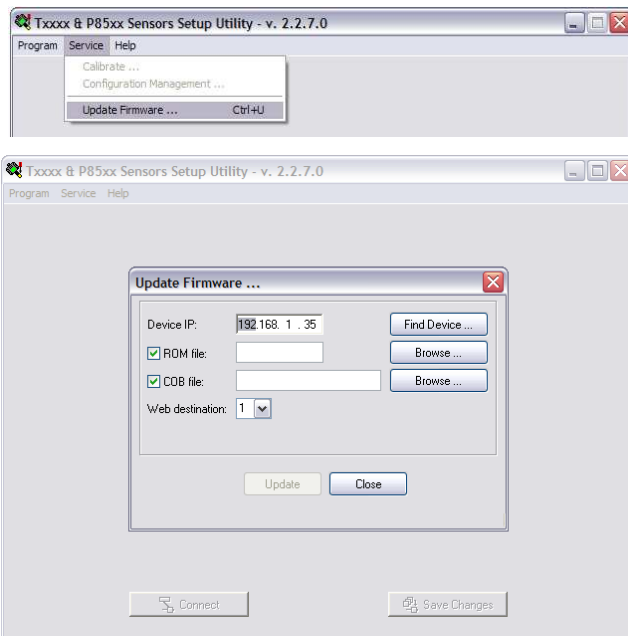 Txxxx & P85xx Sensors Setup Utility - v. 2.2.7.0
Program Service Help
Calibrate ...
Configuration Management ...
Update Firmware ... Ctrl+U
Txxxx & P85xx Sensors Setup Utility - v. 2.2.7.0
Program Service Help
Update Firmware ...
Device IP: 192.168. 1 . 35 Find Device ...
ROM file: Browse ...
COB file: Browse ...
Web destination: 1
Update Close
Connect Save Changes